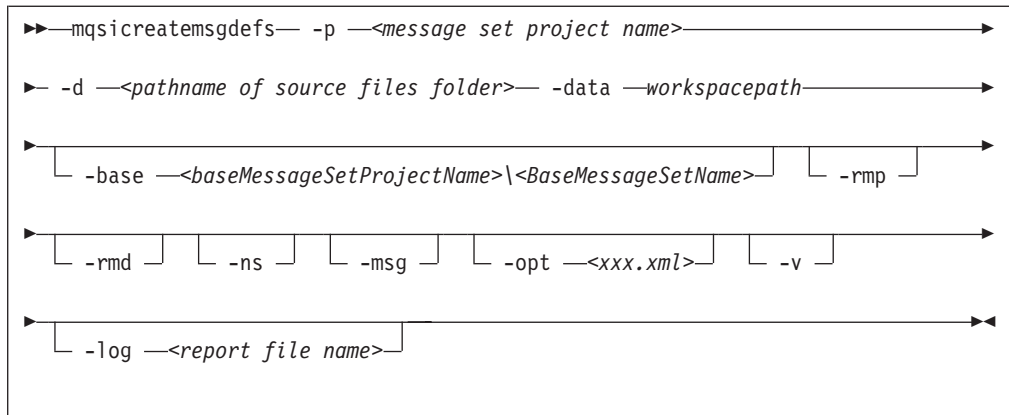 mqsicreatemsgdefs -p <message set project name>
-d <pathname of source files folder> -data workspacepath
-base <baseMessageSetProjectName>\<BaseMessageSetName> -rmp
-rmd -ns -msg -opt <xxx.xml> -v
-log <report file name>